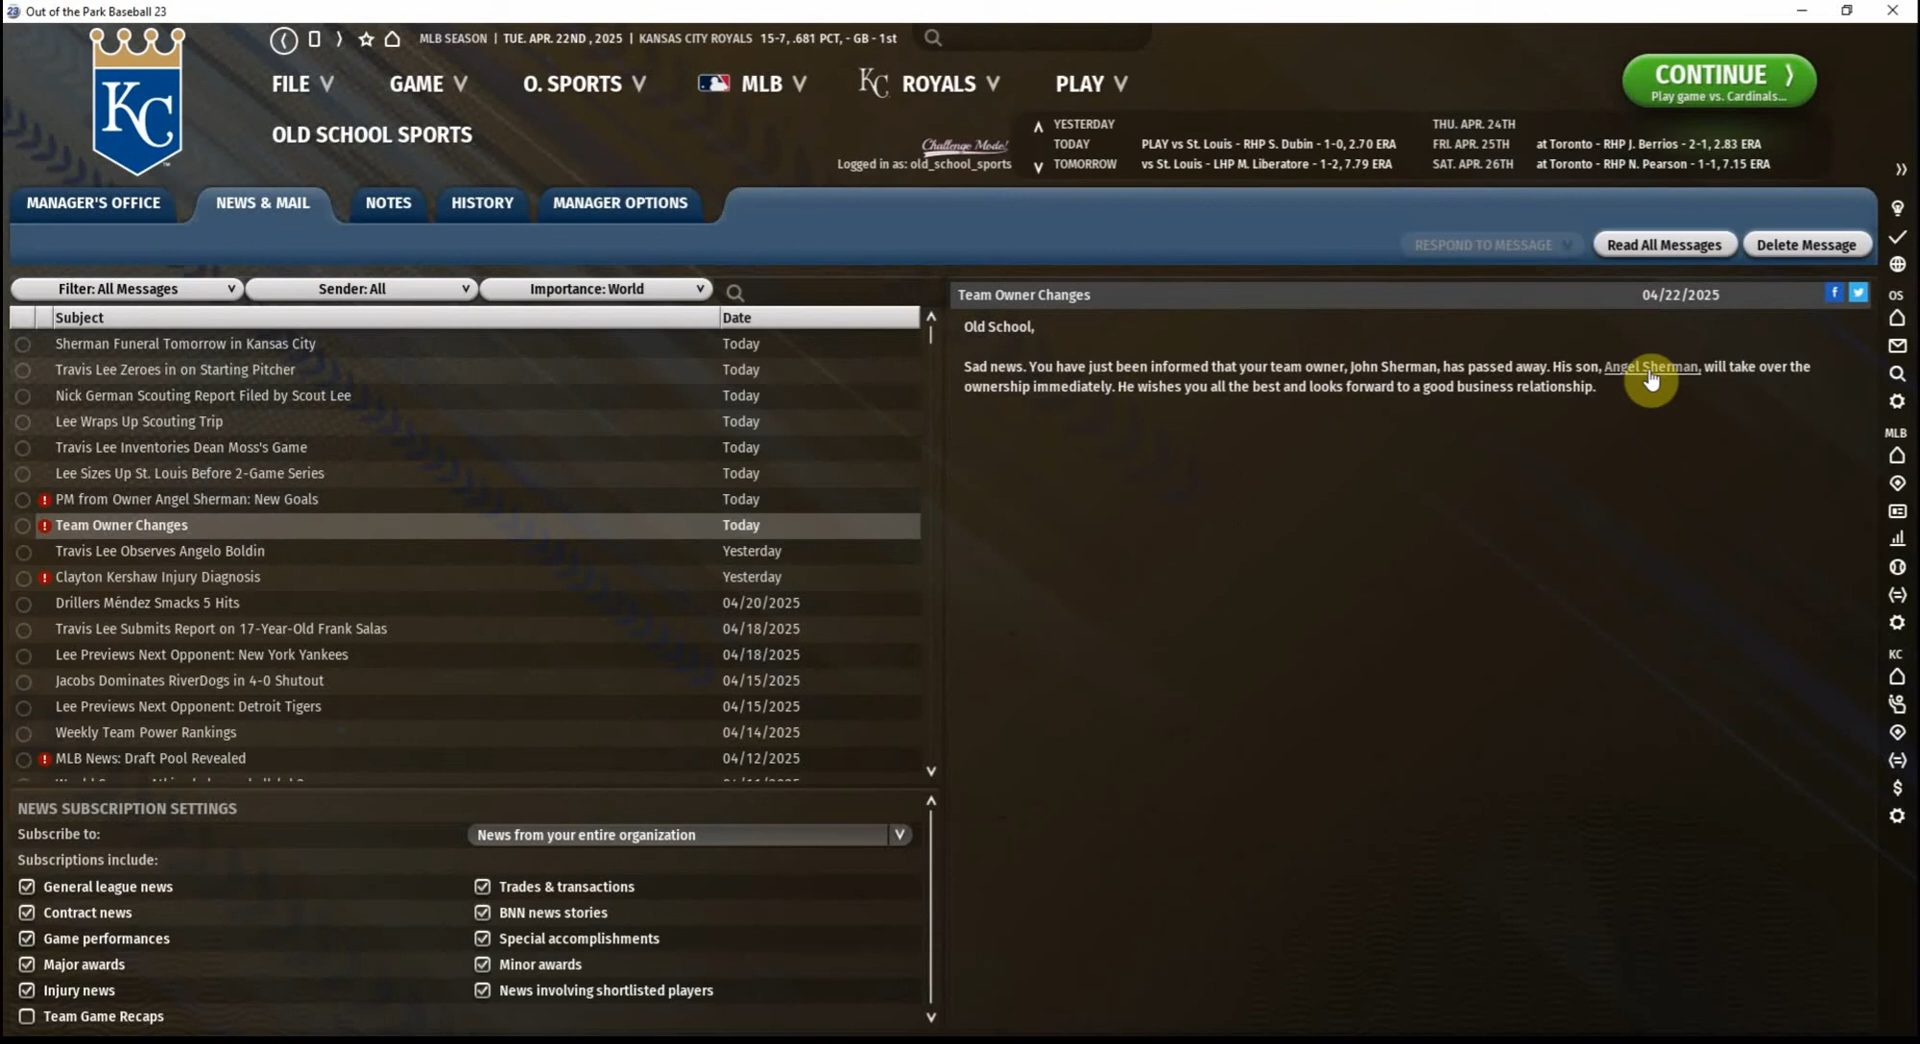 Out of the Park Baseball 23
MLB SEASON | TUE. APR. 22ND , 2025 | KANSAS CITY ROYALS 15-7, .681 PCT, - GB - 1st
FILE GAME O. SPORTS MLB KC ROYALS PLAY
CONTINUE
Play game vs. Cardinals...
KC
OLD SCHOOL SPORTS
Challenge Mode!
Logged in as: old_school_sports
YESTERDAY THU. APR. 24TH
TODAY PLAY vs St. Louis - RHP S. Dubin - 1-0, 2.70 ERA FRI. APR. 25TH at Toronto - RHP J. Berrios - 2-1, 2.83 ERA
TOMORROW vs St. Louis - LHP M. Liberatore - 1-2, 7.79 ERA SAT. APR. 26TH at Toronto - RHP N. Pearson - 1-1, 7.15 ERA
MANAGER'S OFFICE NEWS & MAIL NOTES HISTORY MANAGER OPTIONS
RESPOND TO MESSAGE Read All Messages Delete Message
Filter: All Messages Sender: All Importance: World
Subject Date
Sherman Funeral Tomorrow in Kansas City Today
Travis Lee Zeroes in on Starting Pitcher Today
Nick German Scouting Report Filed by Scout Lee Today
Lee Wraps Up Scouting Trip Today
Travis Lee Inventories Dean Moss's Game Today
Lee Sizes Up St. Louis Before 2-Game Series Today
! PM from Owner Angel Sherman: New Goals Today
! Team Owner Changes Today
Travis Lee Observes Angelo Boldin Yesterday
! Clayton Kershaw Injury Diagnosis Yesterday
Drillers Méndez Smacks 5 Hits 04/20/2025
Travis Lee Submits Report on 17-Year-Old Frank Salas 04/18/2025
Lee Previews Next Opponent: New York Yankees 04/18/2025
Jacobs Dominates RiverDogs in 4-0 Shutout 04/15/2025
Lee Previews Next Opponent: Detroit Tigers 04/15/2025
Weekly Team Power Rankings 04/14/2025
! MLB News: Draft Pool Revealed 04/12/2025
NEWS SUBSCRIPTION SETTINGS
Subscribe to: News from your entire organization
Subscriptions include:
General league news Trades & transactions
Contract news BNN news stories
Game performances Special accomplishments
Major awards Minor awards
Injury news News involving shortlisted players
Team Game Recaps
Team Owner Changes 04/22/2025
Old School,
Sad news. You have just been informed that your team owner, John Sherman, has passed away. His son, Angel Sherman, will take over the
ownership immediately. He wishes you all the best and looks forward to a good business relationship.
OS
MLB
KC